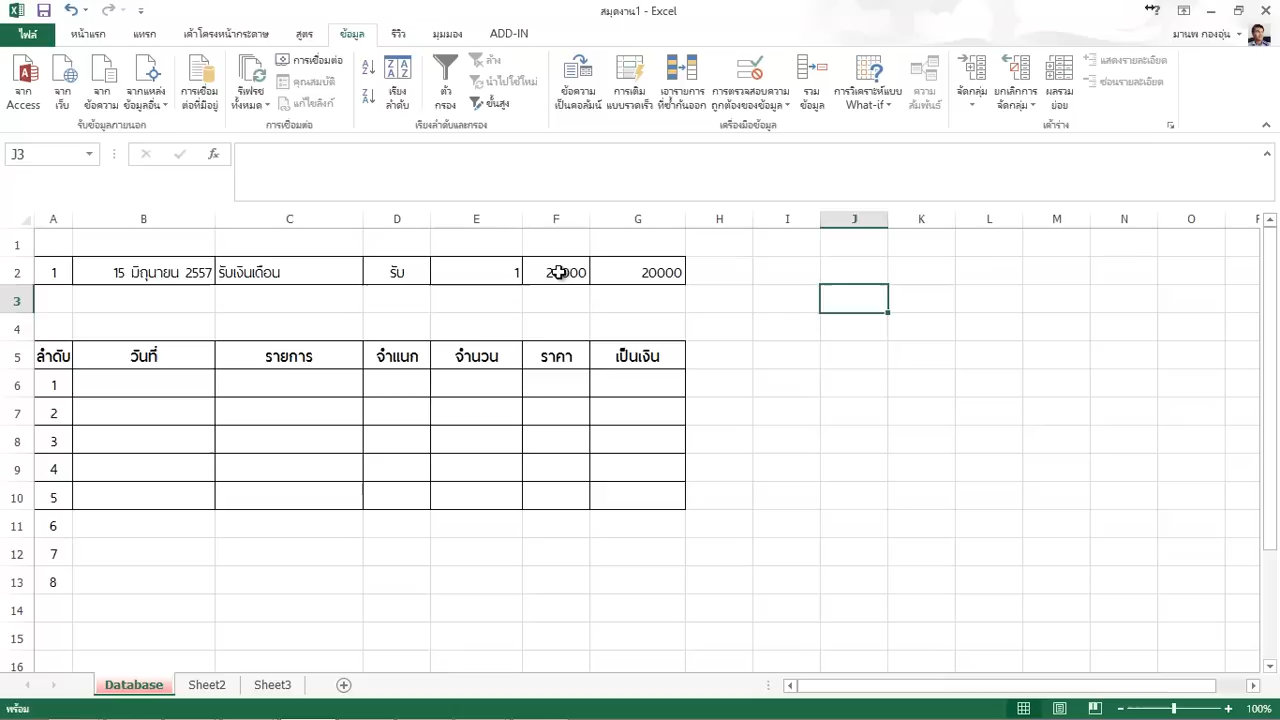 สมุดงาน1 - Excel
ไฟล์ หน้าแรก แทรก เค้าโครงหน้ากระดาษ สูตร ข้อมูล รีวิว มุมมอง ADD-IN มานพ กองอุ่น
จาก Access จาก เว็บ จาก ข้อความ จากแหล่ง ข้อมูลอื่น การเชื่อม ต่อที่มีอยู่
รับข้อมูลภายนอก
รีเฟรช ทั้งหมด การเชื่อมต่อ คุณสมบัติ แก้ไขลิงก์
การเชื่อมต่อ
เรียง ลำดับ ตัว กรอง ล้าง นำไปใช้ใหม่ ขั้นสูง
เรียงลำดับและกรอง
ข้อความ เป็นคอลัมน์ การเติม แบบรวดเร็ว เอารายการ ที่ซ้ำกันออก การตรวจสอบความ ถูกต้องของข้อมูล รวม ข้อมูล การวิเคราะห์แบบ What-if ความ สัมพันธ์
เครื่องมือข้อมูล
จัดกลุ่ม ยกเลิกการ จัดกลุ่ม ผลรวม ย่อย แสดงรายละเอียด ซ่อนรายละเอียด
เค้าร่าง
J3 fx
A B C D E F G H I J K L M N O
1
2 1 15 มิถุนายน 2557 รับเงินเดือน รับ 1 20000
3
4
5 ลำดับ วันที่ รายการ จำแนก จำนวน ราคา เป็นเงิน
6 1
7 2
8 3
9 4
10 5
11 6
12 7
13 8
14
15
16
Database Sheet2 Sheet3
พร้อม 100%